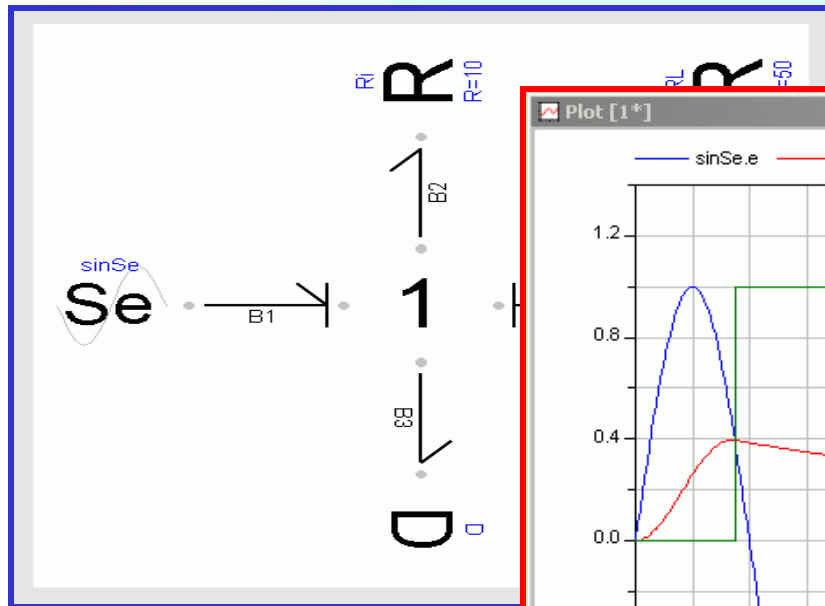 Ri
R
R=10
RL
R
=50
B2
sinSe
Se
B1
1
B3
D
D
Plot [1*]
sinSe.e
1.2
0.8
0.4
0.0